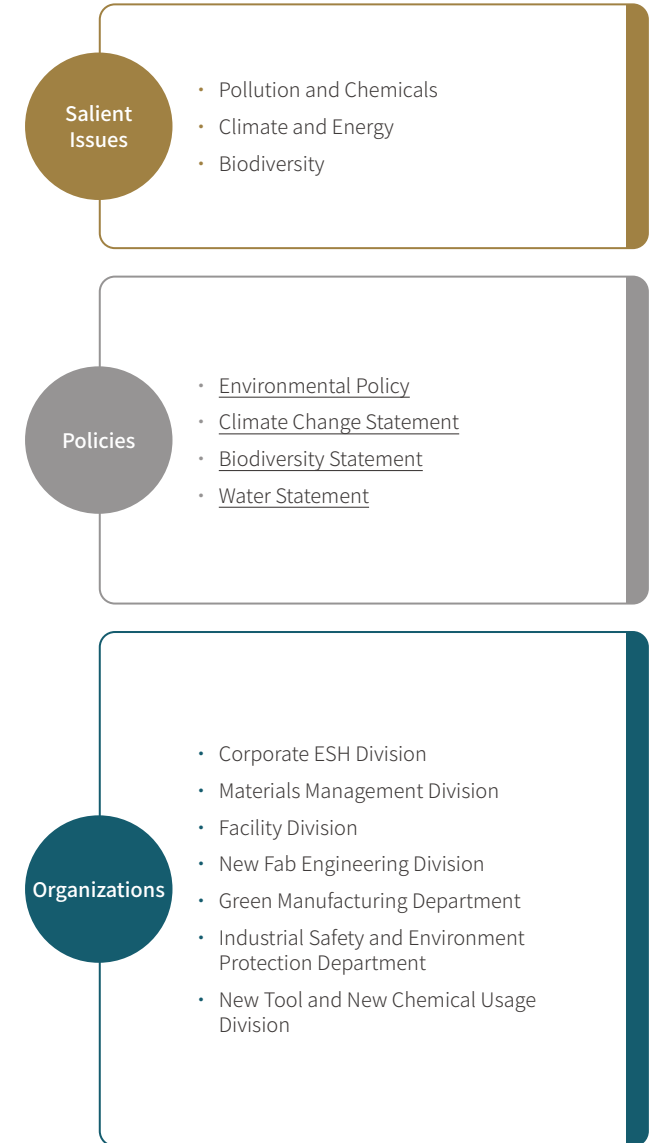 Salient
Issues
· Pollution and Chemicals
· Climate and Energy
· Biodiversity
Policies
· Environmental Policy
· Climate Change Statement
· Biodiversity Statement
· Water Statement
Organizations
· Corporate ESH Division
· Materials Management Division
· Facility Division
· New Fab Engineering Division
· Green Manufacturing Department
· Industrial Safety and Environment
Protection Department
· New Tool and New Chemical Usage
Division